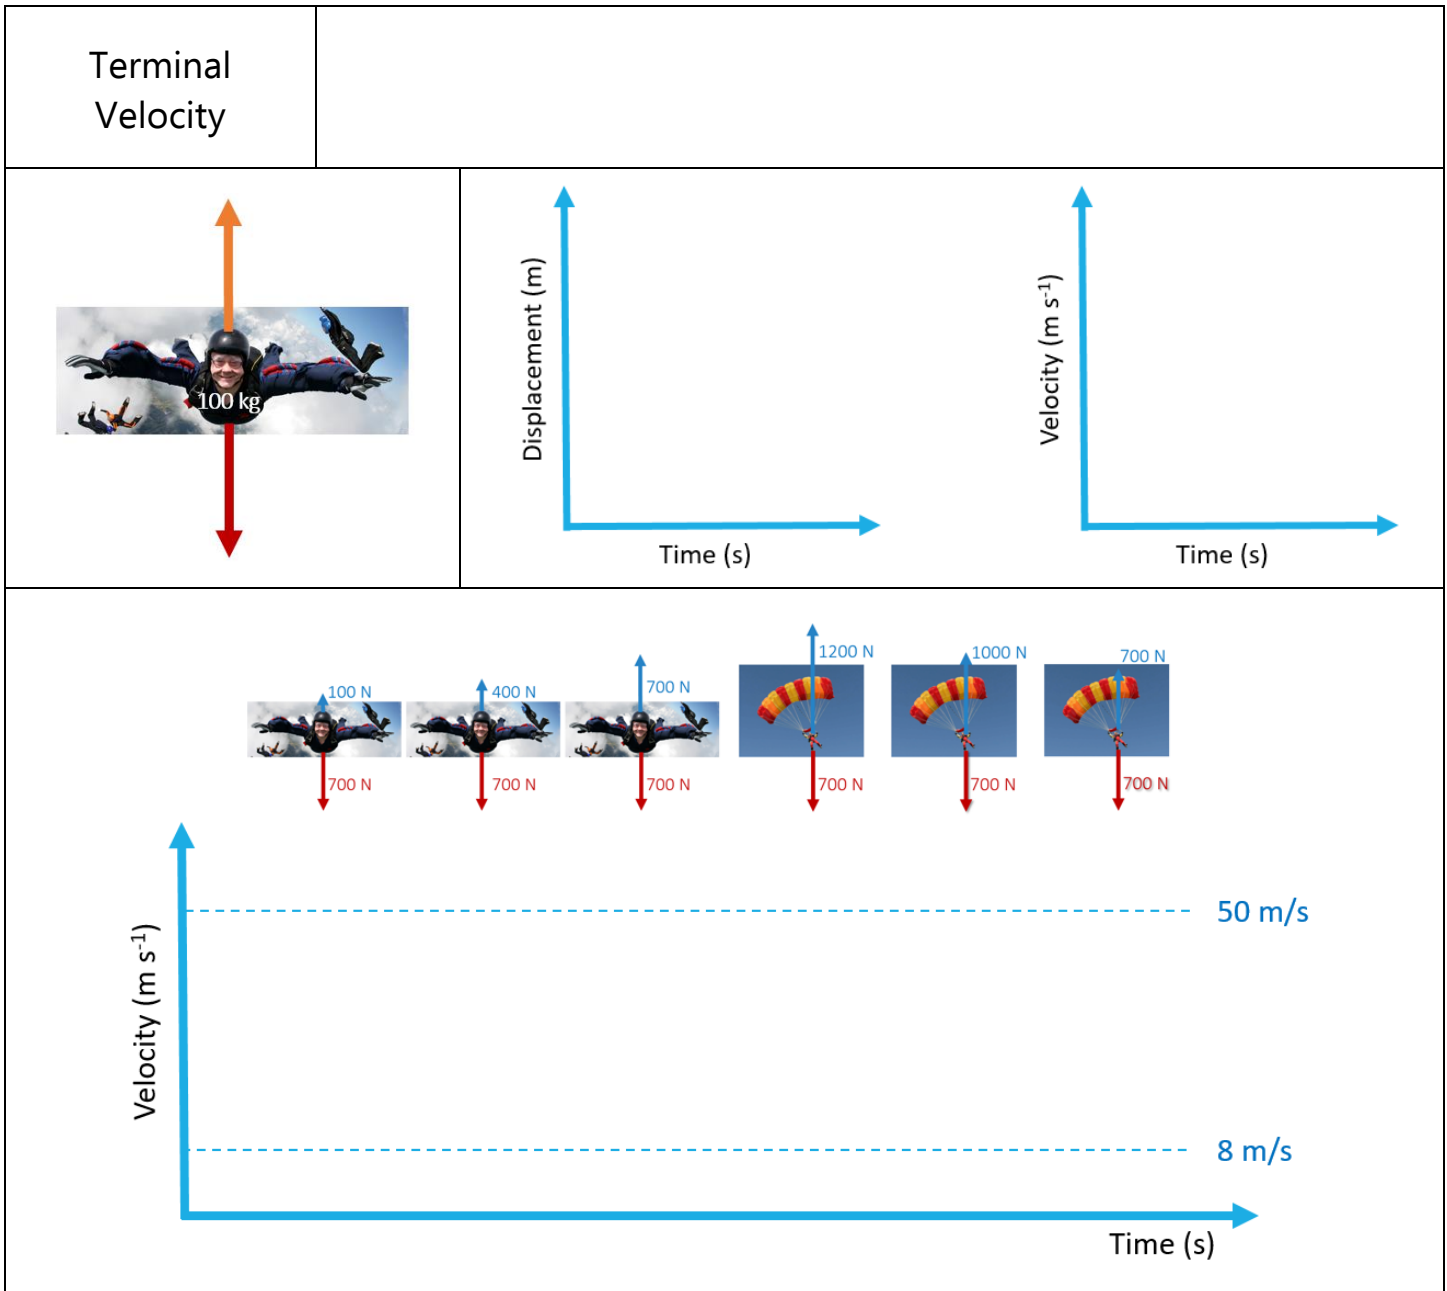 Terminal
Velocity
100 kg
Displacement (m)
Time (s)
Velocity (m s-1)
Time (s)
100 N
400 N
700 N
1200 N
1000 N
700 N
700 N
700 N
700 N
700 N
700 N
700 N
Velocity (m s-1)
50 m/s
8 m/s
Time (s)